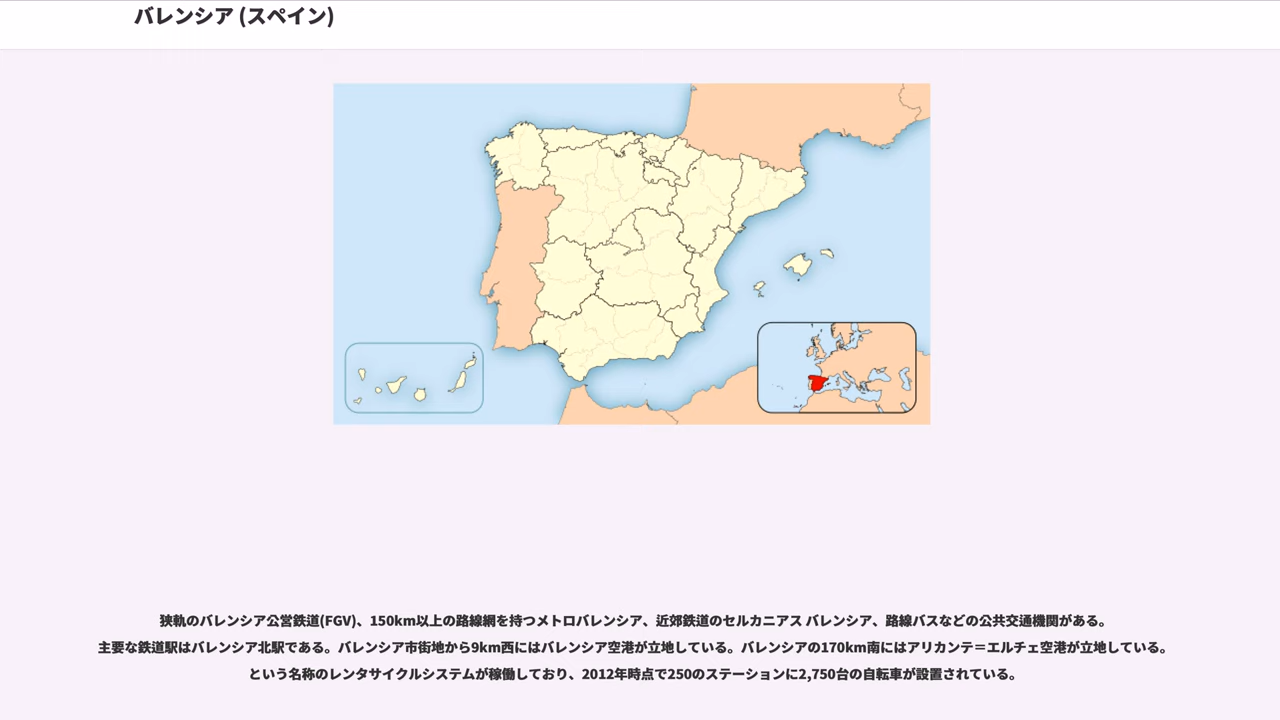 バレンシア (スペイン)
狭軌のバレンシア公営鉄道(FGV)、150km以上の路線網を持つメトロバレンシア、近郊鉄道のセルカニアス バレンシア、路線バスなどの公共交通機関がある。
主要な鉄道駅はバレンシア北駅である。バレンシア市街地から9km西にはバレンシア空港が立地している。バレンシアの170km南にはアリカンテ＝エルチェ空港が立地している。
という名称のレンタサイクルシステムが稼働しており、2012年時点で250のステーションに2,750台の自転車が設置されている。